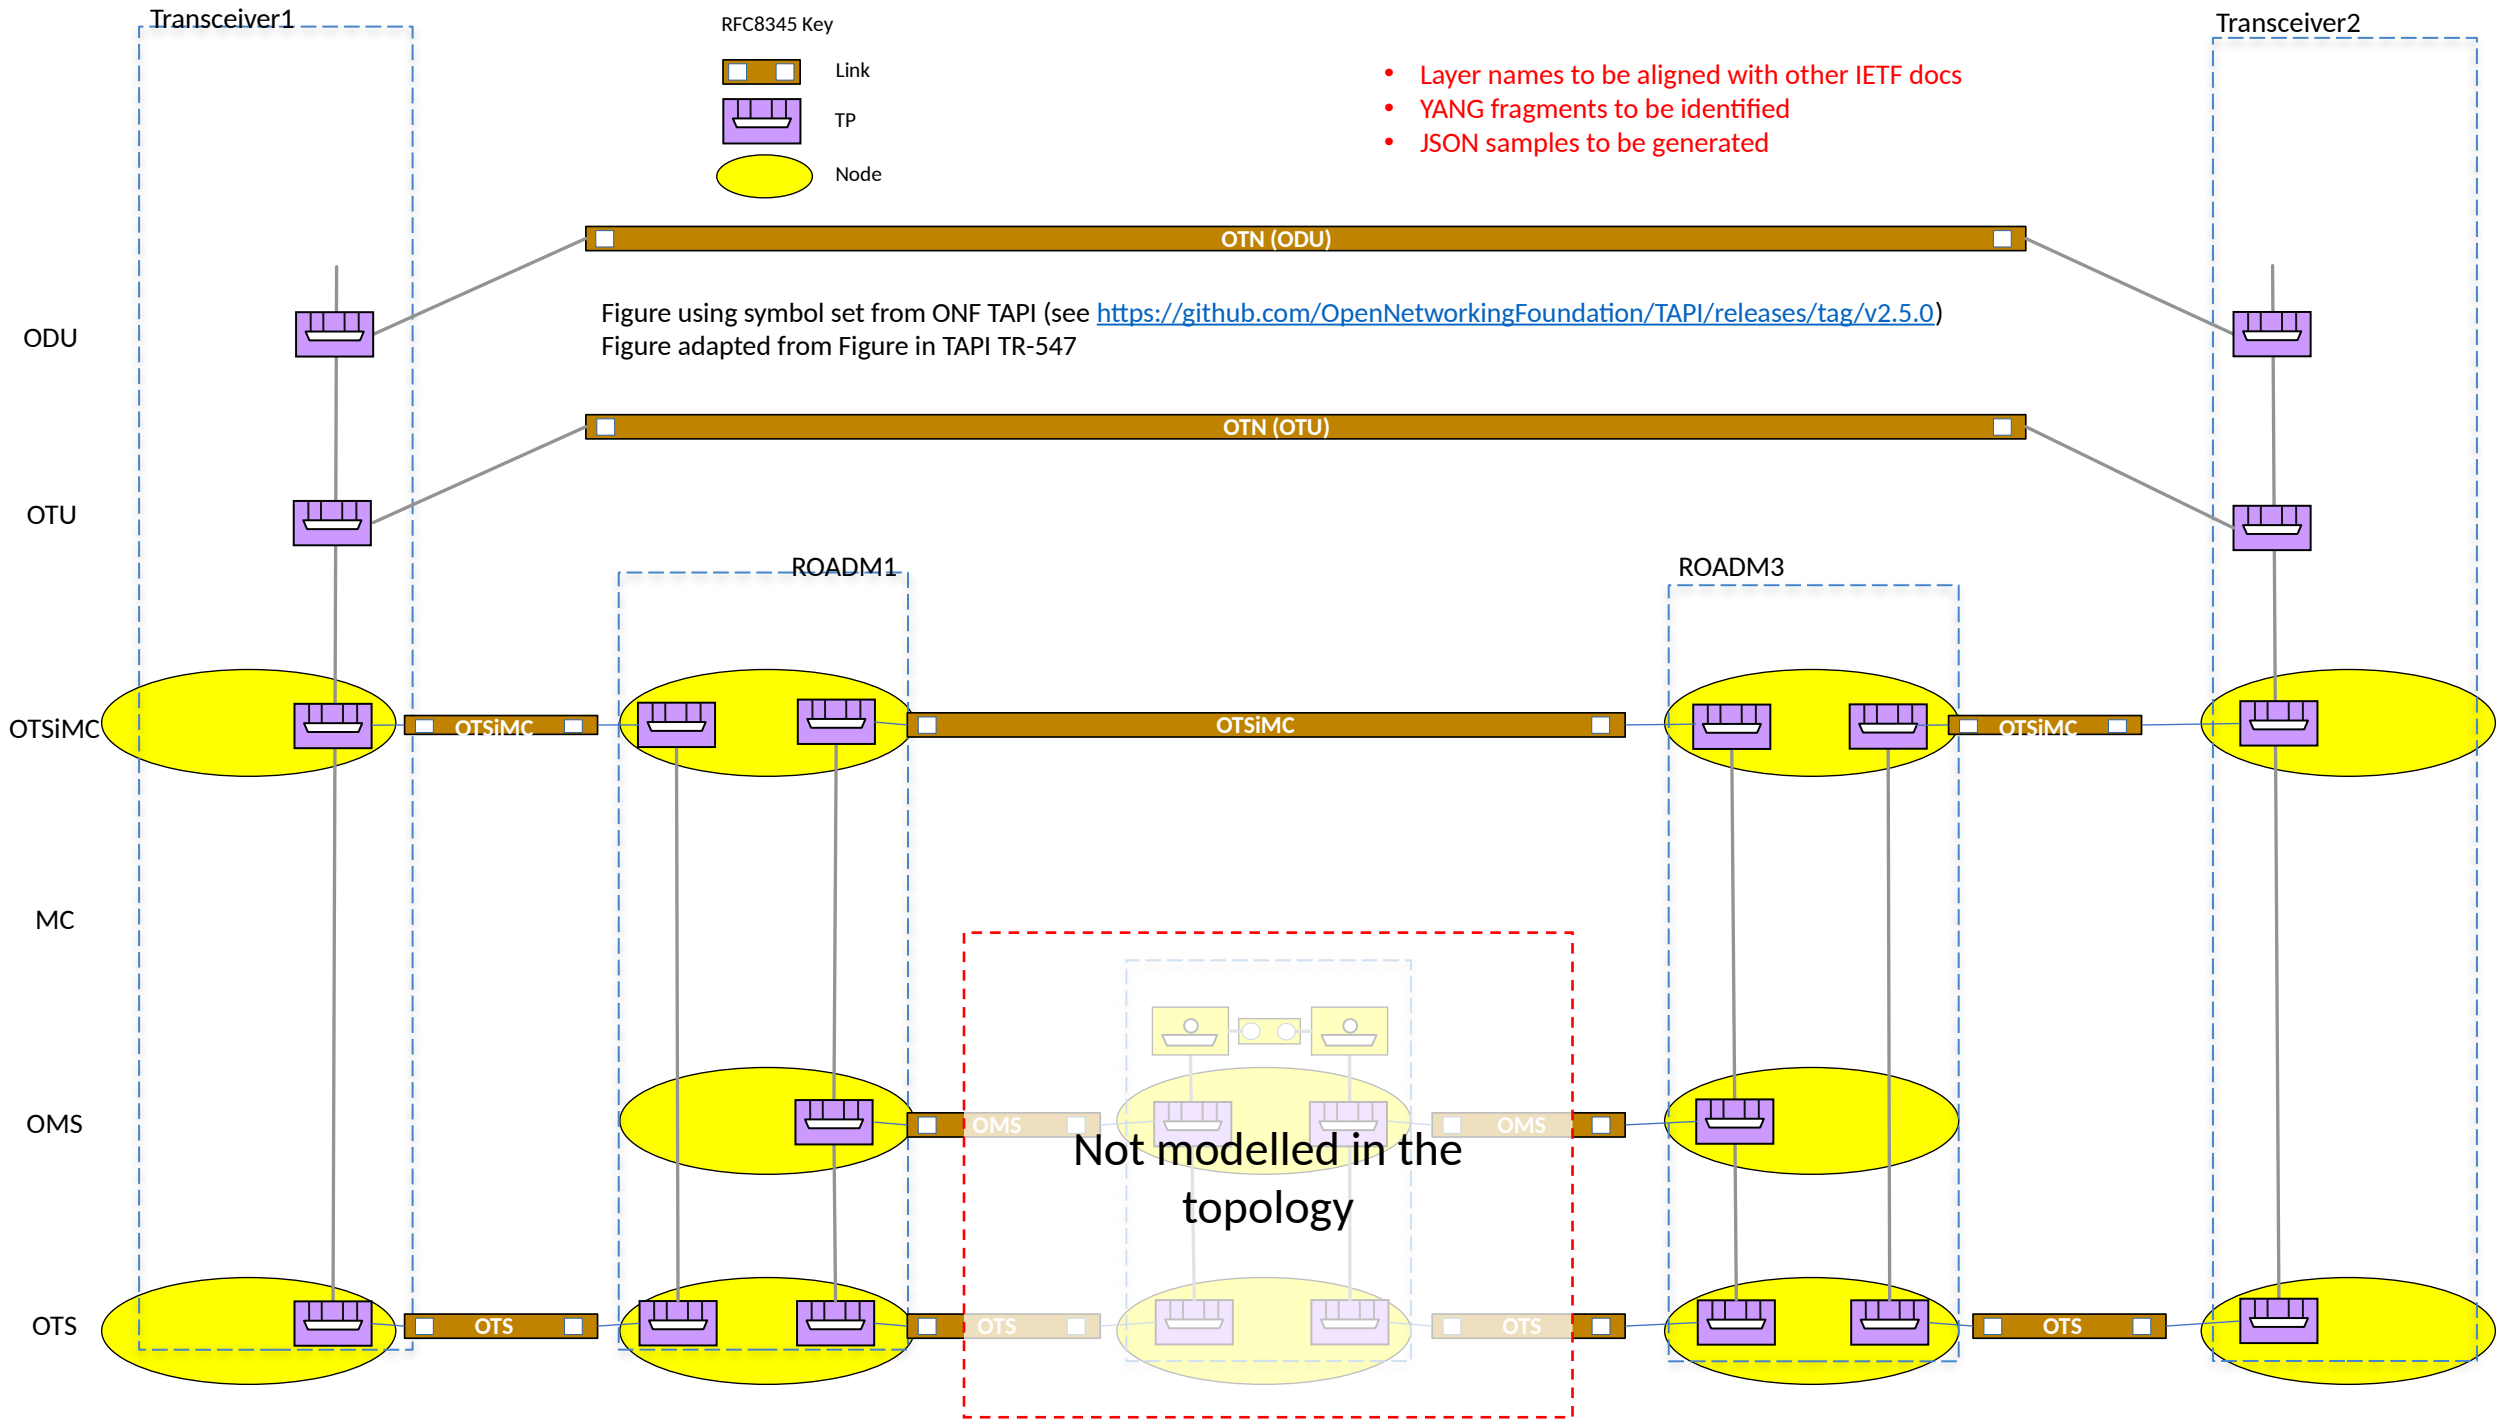 Transceiver1
RFC8345 Key
Transceiver2
Link
TP
Node
• Layer names to be aligned with other IETF docs
• YANG fragments to be identified
• JSON samples to be generated
OTN (ODU)
Figure using symbol set from ONF TAPI (see https://github.com/OpenNetworkingFoundation/TAPI/releases/tag/v2.5.0)
Figure adapted from Figure in TAPI TR-547
ODU
OTN (OTU)
OTU
ROADM1
ROADM3
OTSiMC
OTSiMC
OTSiMC
OTSiMC
MC
OMS
OMS
OMS
Not modelled in the
topology
OTS
OTS
OTS
OTS
OTS